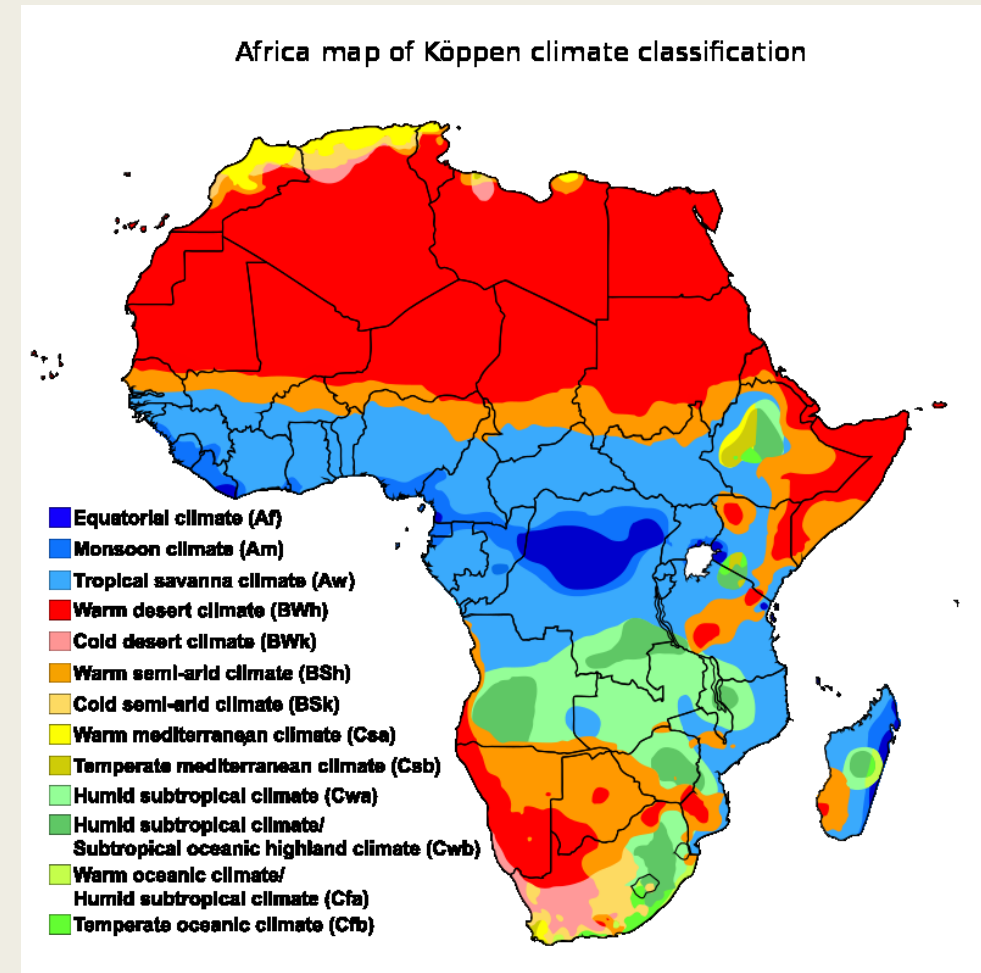 Africa map of Köppen climate classification
Equatorial climate (Af)
Monsoon climate (Am)
Tropical savanna climate (Aw)
Warm desert climate (BWh)
Cold desert climate (BWk)
Warm semi-arid climate (BSh)
Cold semi-arid climate (BSk)
Warm mediterranean climate (Csa)
Temperate mediterranean climate (Csb)
Humid subtropical climate (Cwa)
Humid subtropical climate/
Subtropical oceanic highland climate (Cwb)
Warm oceanic climate/
Humid subtropical climate (Cfa)
Temperate oceanic climate (Cfb)